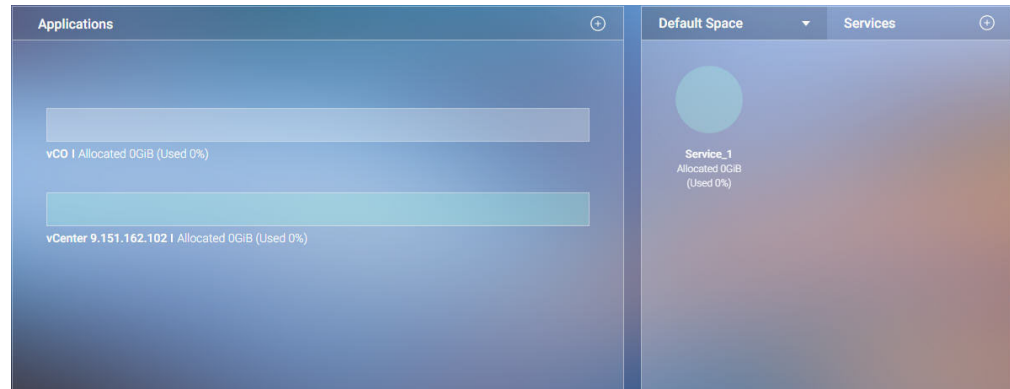 Applications
vCO | Allocated 0GiB (Used 0%)
vCenter 9.151.162.102 | Allocated 0GiB (Used 0%)
Default Space
Services
Service_1
Allocated 0GiB
(Used 0%)